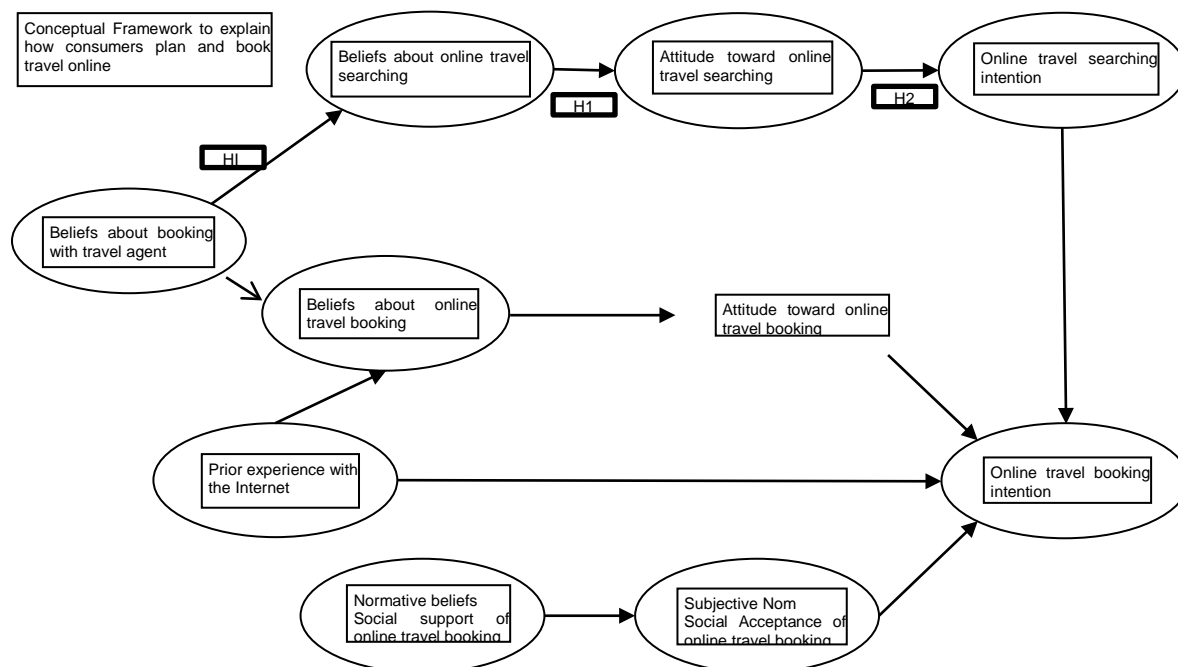 Conceptual Framework to explain
how consumers plan and book
travel online
Beliefs about online travel
searching
Attitude toward online
travel searching
Online travel searching
intention
H1
H2
HI
Beliefs about booking
with travel agent
Beliefs about online
travel booking
Attitude toward online
travel booking
Prior experience with
the Internet
Online travel booking
intention
Normative beliefs
Social support of
online travel booking
Subjective Nom
Social Acceptance of
online travel booking